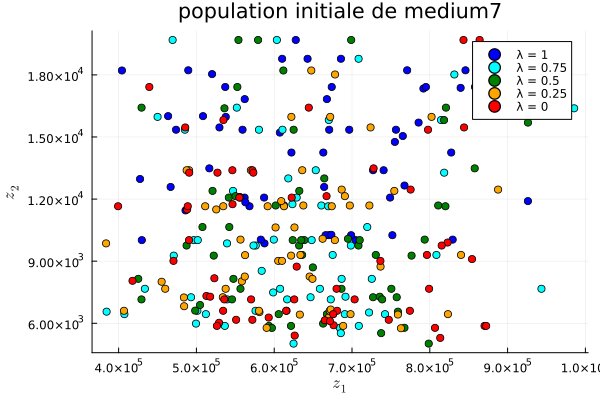 population initiale de medium7
λ = 1
λ = 0.75
λ = 0.5
λ = 0.25
λ = 0
z₂
1.80×10⁴
1.50×10⁴
1.20×10⁴
9.00×10³
6.00×10³
4.0×10⁵ 5.0×10⁵ 6.0×10⁵ 7.0×10⁵ 8.0×10⁵ 9.0×10⁵ 1.0×1
z₁